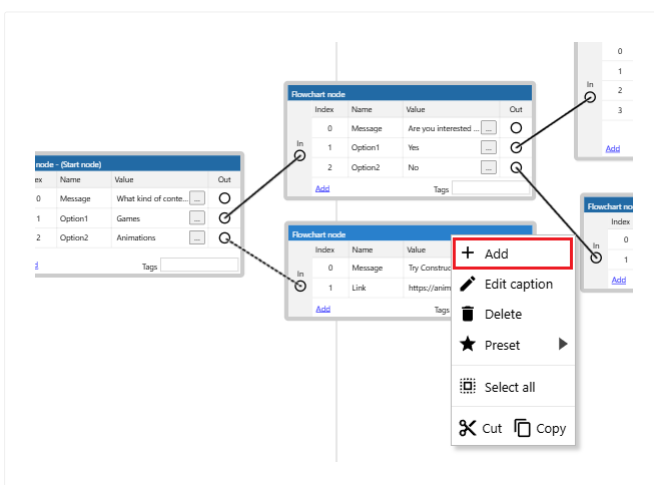 0
1
2
3
In
Add
Flowchart node
Index Name Value Out
0 Message Are you interested ... ...
In
1 Option1 Yes ...
2 Option2 No ...
Add Tags
node - (Start node)
ex Name Value Out
0 Message What kind of conte... ...
1 Option1 Games ...
2 Option2 Animations ...
Tags
Flowchart node
Index Name Value
0 Message Try Construc
In
1 Link https://anim
Add Tags
Add
Edit caption
Delete
Preset
Select all
Cut Copy
Flowchart no
Index
In
0
1
Add